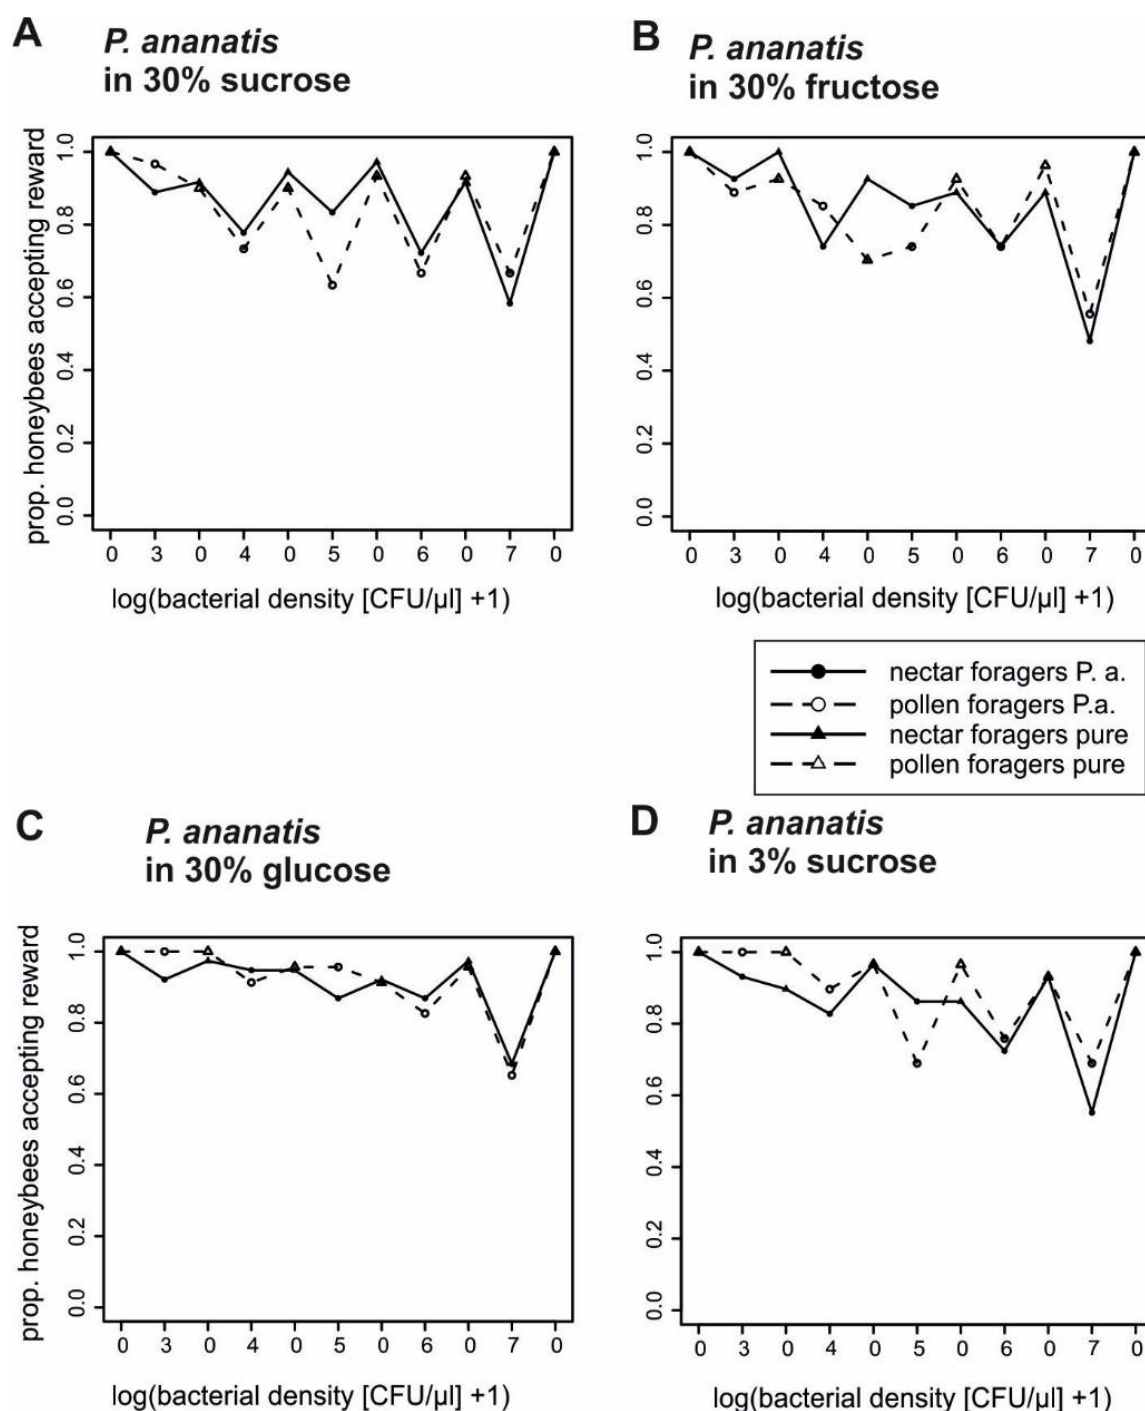 A
P. ananatis
in 30% sucrose
prop. honeybees accepting reward
1.0
0.8
0.6
0.4
0.2
0.0
0 3 0 4 0 5 0 6 0 7 0
log(bacterial density [CFU/µl] +1)
B
P. ananatis
in 30% fructose
1.0
0.8
0.6
0.4
0.2
0.0
0 3 0 4 0 5 0 6 0 7 0
log(bacterial density [CFU/µl] +1)
nectar foragers P. a.
pollen foragers P.a.
nectar foragers pure
pollen foragers pure
C
P. ananatis
in 30% glucose
prop. honeybees accepting reward
1.0
0.8
0.6
0.4
0.2
0.0
0 3 0 4 0 5 0 6 0 7 0
log(bacterial density [CFU/µl] +1)
D
P. ananatis
in 3% sucrose
1.0
0.8
0.6
0.4
0.2
0.0
0 3 0 4 0 5 0 6 0 7 0
log(bacterial density [CFU/µl] +1)